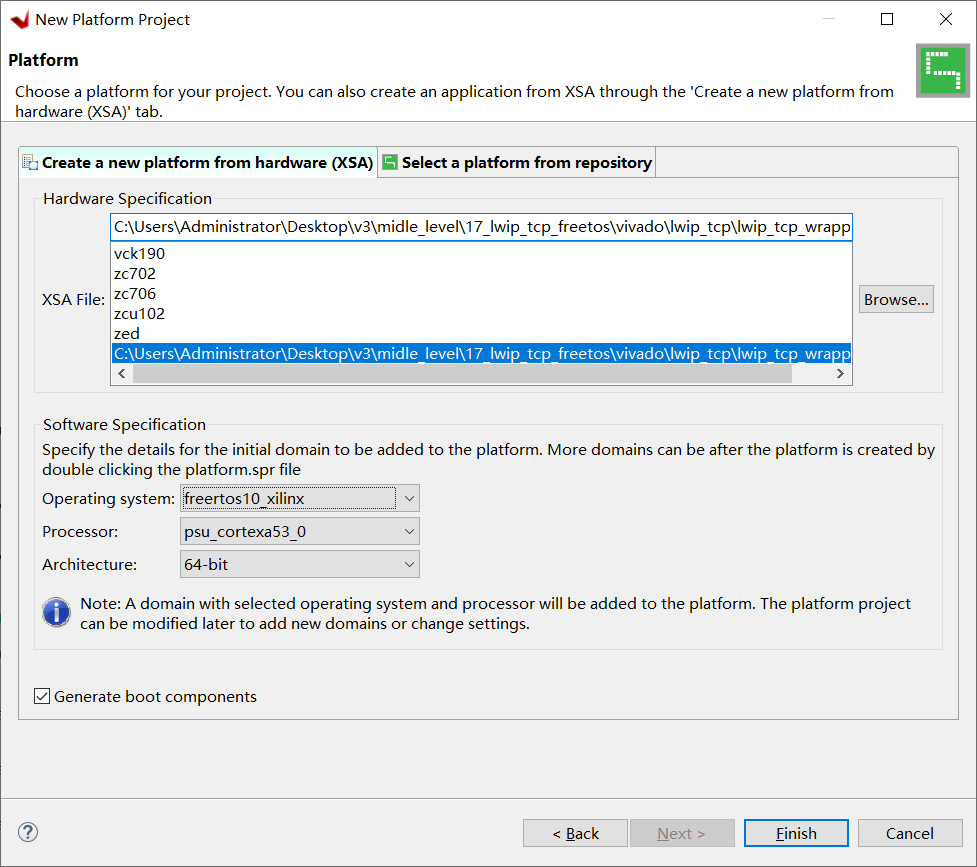 New Platform Project
Platform
Choose a platform for your project. You can also create an application from XSA through the 'Create a new platform from
hardware (XSA)' tab.
Create a new platform from hardware (XSA)
Select a platform from repository
Hardware Specification
C:\Users\Administrator\Desktop\v3\midle_level\17_lwip_tcp_freetos\vivado\lwip_tcp\lwip_tcp_wrapp
vck190
zc702
zc706
XSA File:
Browse...
zcu102
zed
C:\Users\Administrator\Desktop\v3\midle_level\17_lwip_tcp_freetos\vivado\lwip_tcp\lwip_tcp_wrapp
Software Specification
Specify the details for the initial domain to be added to the platform. More domains can be after the platform is created by
double clicking the platform.spr file
Operating system: freertos10_xilinx
Processor: psu_cortexa53_0
Architecture: 64-bit
Note: A domain with selected operating system and processor will be added to the platform. The platform project
can be modified later to add new domains or change settings.
Generate boot components
< Back Next > Finish Cancel